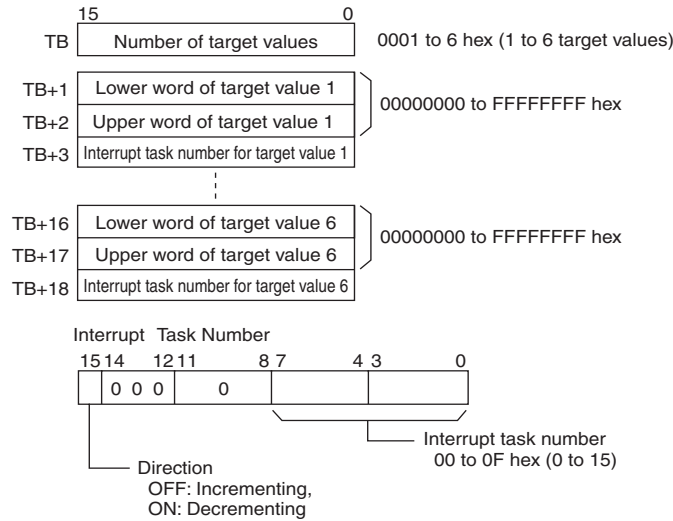 15 0
TB Number of target values 0001 to 6 hex (1 to 6 target values)
TB+1 Lower word of target value 1
00000000 to FFFFFFFF hex
TB+2 Upper word of target value 1
TB+3 Interrupt task number for target value 1
TB+16 Lower word of target value 6
00000000 to FFFFFFFF hex
TB+17 Upper word of target value 6
TB+18 Interrupt task number for target value 6
Interrupt Task Number
15 14 12 11 8 7 4 3 0
0 0 0 0
Interrupt task number
00 to 0F hex (0 to 15)
Direction
OFF: Incrementing,
ON: Decrementing